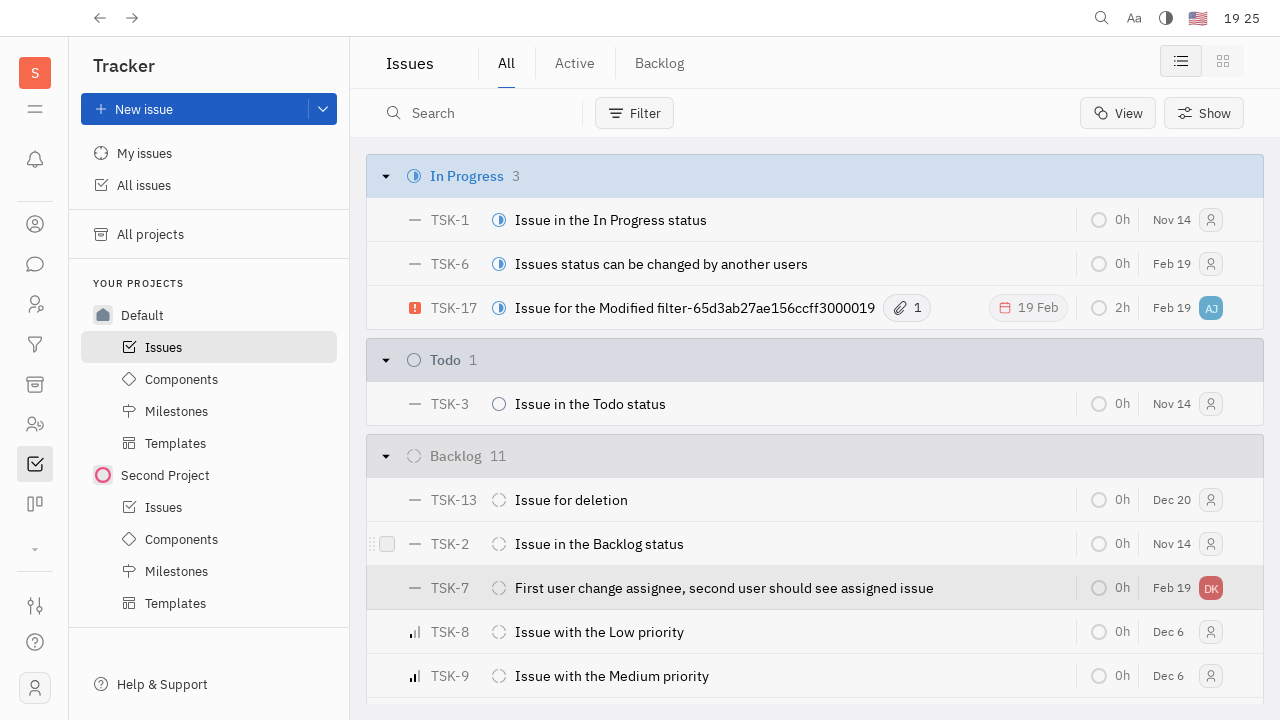 Aa
19 25
S
Tracker
New issue
My issues
All issues
All projects
YOUR PROJECTS
Default
Issues
Components
Milestones
Templates
Second Project
Issues
Components
Milestones
Templates
Help & Support
Issues
All
Active
Backlog
Search
Filter
View
Show
In Progress 3
TSK-1 Issue in the In Progress status 0h Nov 14
TSK-6 Issues status can be changed by another users 0h Feb 19
TSK-17 Issue for the Modified filter-65d3ab27ae156ccff3000019 1 19 Feb 2h Feb 19 AJ
Todo 1
TSK-3 Issue in the Todo status 0h Nov 14
Backlog 11
TSK-13 Issue for deletion 0h Dec 20
TSK-2 Issue in the Backlog status 0h Nov 14
TSK-7 First user change assignee, second user should see assigned issue 0h Feb 19 DK
TSK-8 Issue with the Low priority 0h Dec 6
TSK-9 Issue with the Medium priority 0h Dec 6